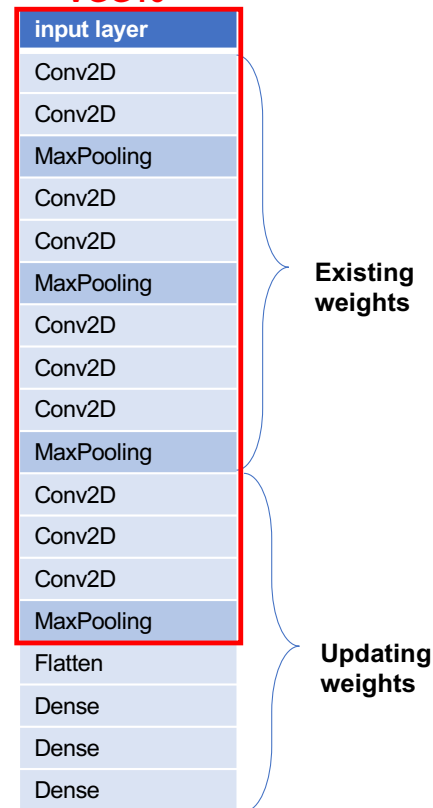 input layer
Conv2D
Conv2D
MaxPooling
Conv2D
Conv2D
MaxPooling
Conv2D
Conv2D
Conv2D
MaxPooling
Conv2D
Conv2D
Conv2D
MaxPooling
Flatten
Dense
Dense
Dense
Existing
weights
Updating
weights